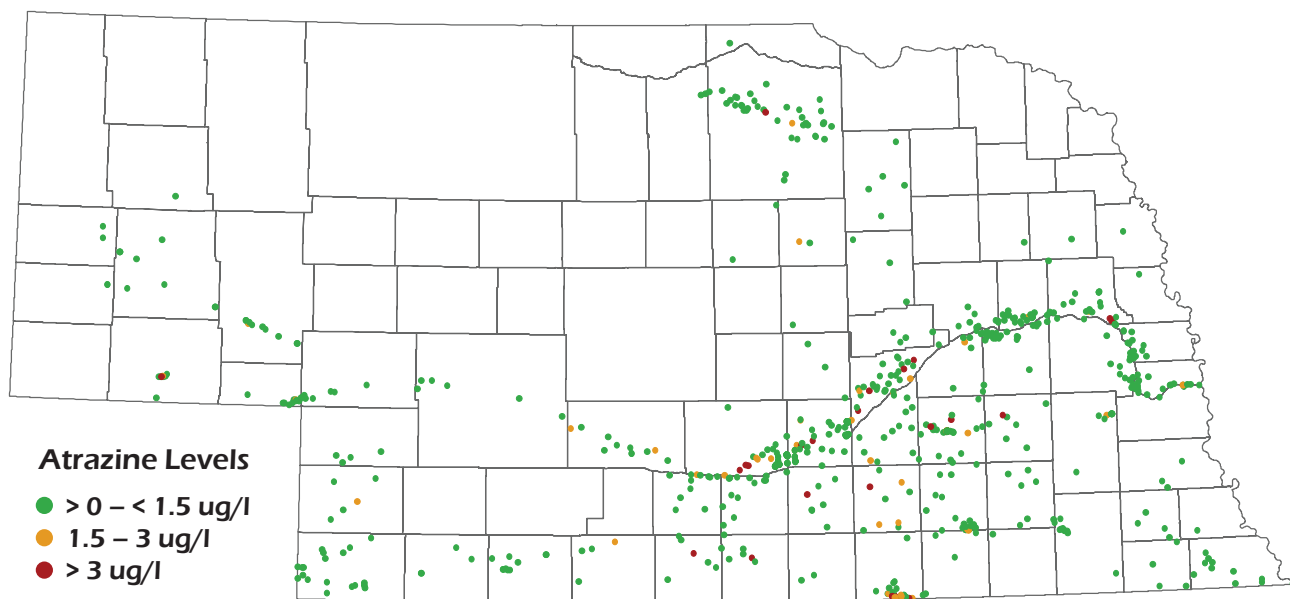 Atrazine Levels
> 0 – < 1.5 ug/l
1.5 – 3 ug/l
> 3 ug/l